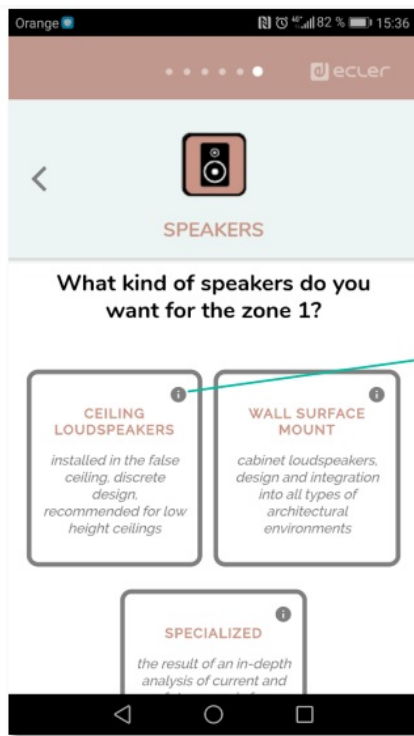 Orange 82 % 15:36
ecler
SPEAKERS
What kind of speakers do you
want for the zone 1?
CEILING
LOUDSPEAKERS
installed in the false
ceiling, discrete
design,
recommended for low
height ceilings
WALL SURFACE
MOUNT
cabinet loudspeakers,
design and integration
into all types of
architectural
environments
SPECIALIZED
the result of an in-depth
analysis of current and